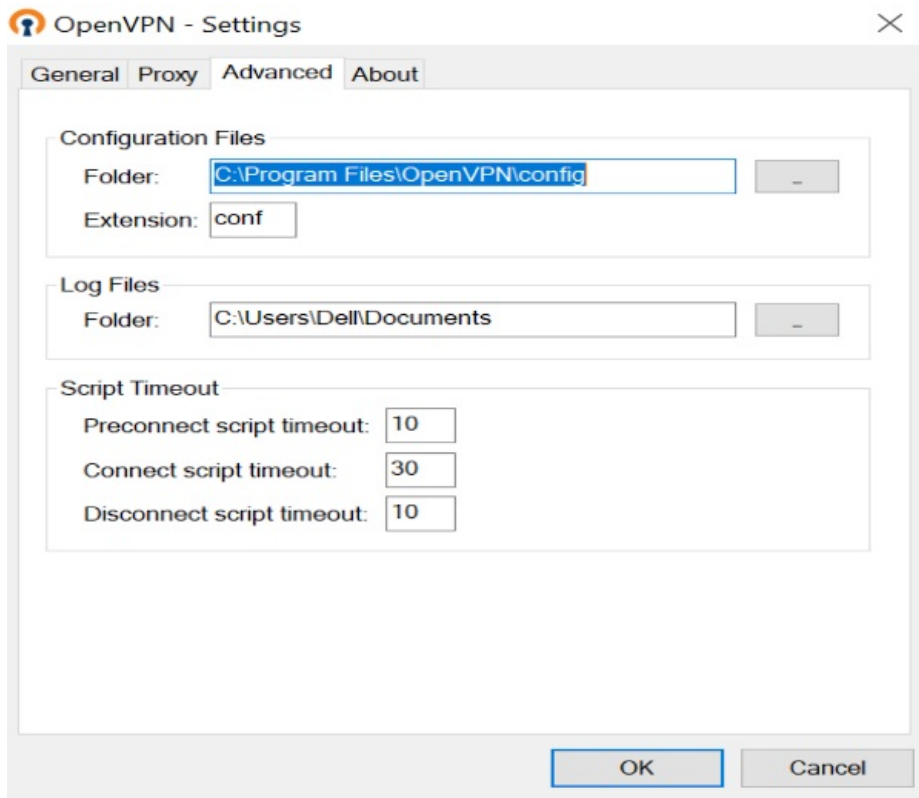 OpenVPN - Settings
General Proxy Advanced About
Configuration Files
Folder: C:\Program Files\OpenVPN\config
Extension: conf
Log Files
Folder: C:\Users\Dell\Documents
Script Timeout
Preconnect script timeout: 10
Connect script timeout: 30
Disconnect script timeout: 10
OK Cancel